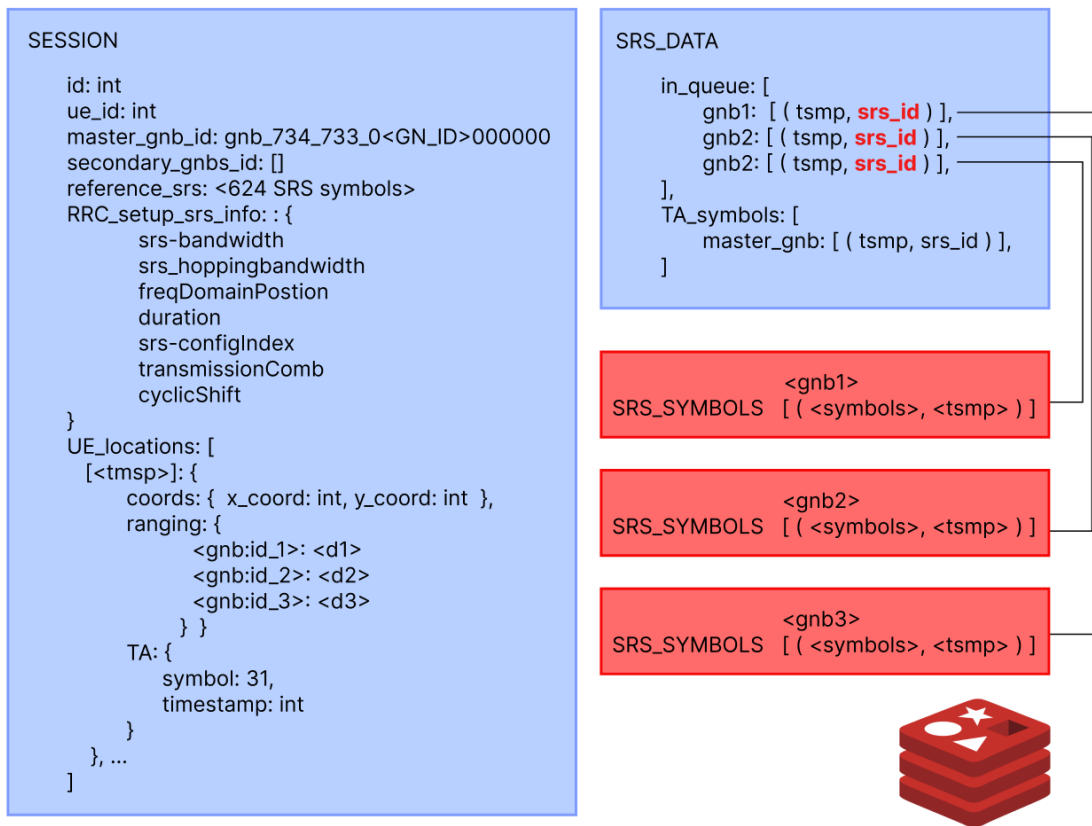 SESSION
id: int
ue_id: int
master_gnb_id: gnb_734_733_0<GN_ID>000000
secondary_gnbs_id: []
reference_srs: <624 SRS symbols>
RRC_setup_srs_info: : {
srs-bandwidth
srs_hoppingbandwidth
freqDomainPostion
duration
srs-configIndex
transmissionComb
cyclicShift
}
UE_locations: [
[<tmsp>]: {
coords: { x_coord: int, y_coord: int },
ranging: {
<gnb:id_1>: <d1>
<gnb:id_2>: <d2>
<gnb:id_3>: <d3>
} }
TA: {
symbol: 31,
timestamp: int
}
}, ...
]
SRS_DATA
in_queue: [
gnb1: [ ( tsmp, srs_id ) ],
gnb2: [ ( tsmp, srs_id ) ],
gnb2: [ ( tsmp, srs_id ) ],
],
TA_symbols: [
master_gnb: [ ( tsmp, srs_id ) ],
]
<gnb1>
SRS_SYMBOLS [ ( <symbols>, <tsmp> ) ]
<gnb2>
SRS_SYMBOLS [ ( <symbols>, <tsmp> ) ]
<gnb3>
SRS_SYMBOLS [ ( <symbols>, <tsmp> ) ]